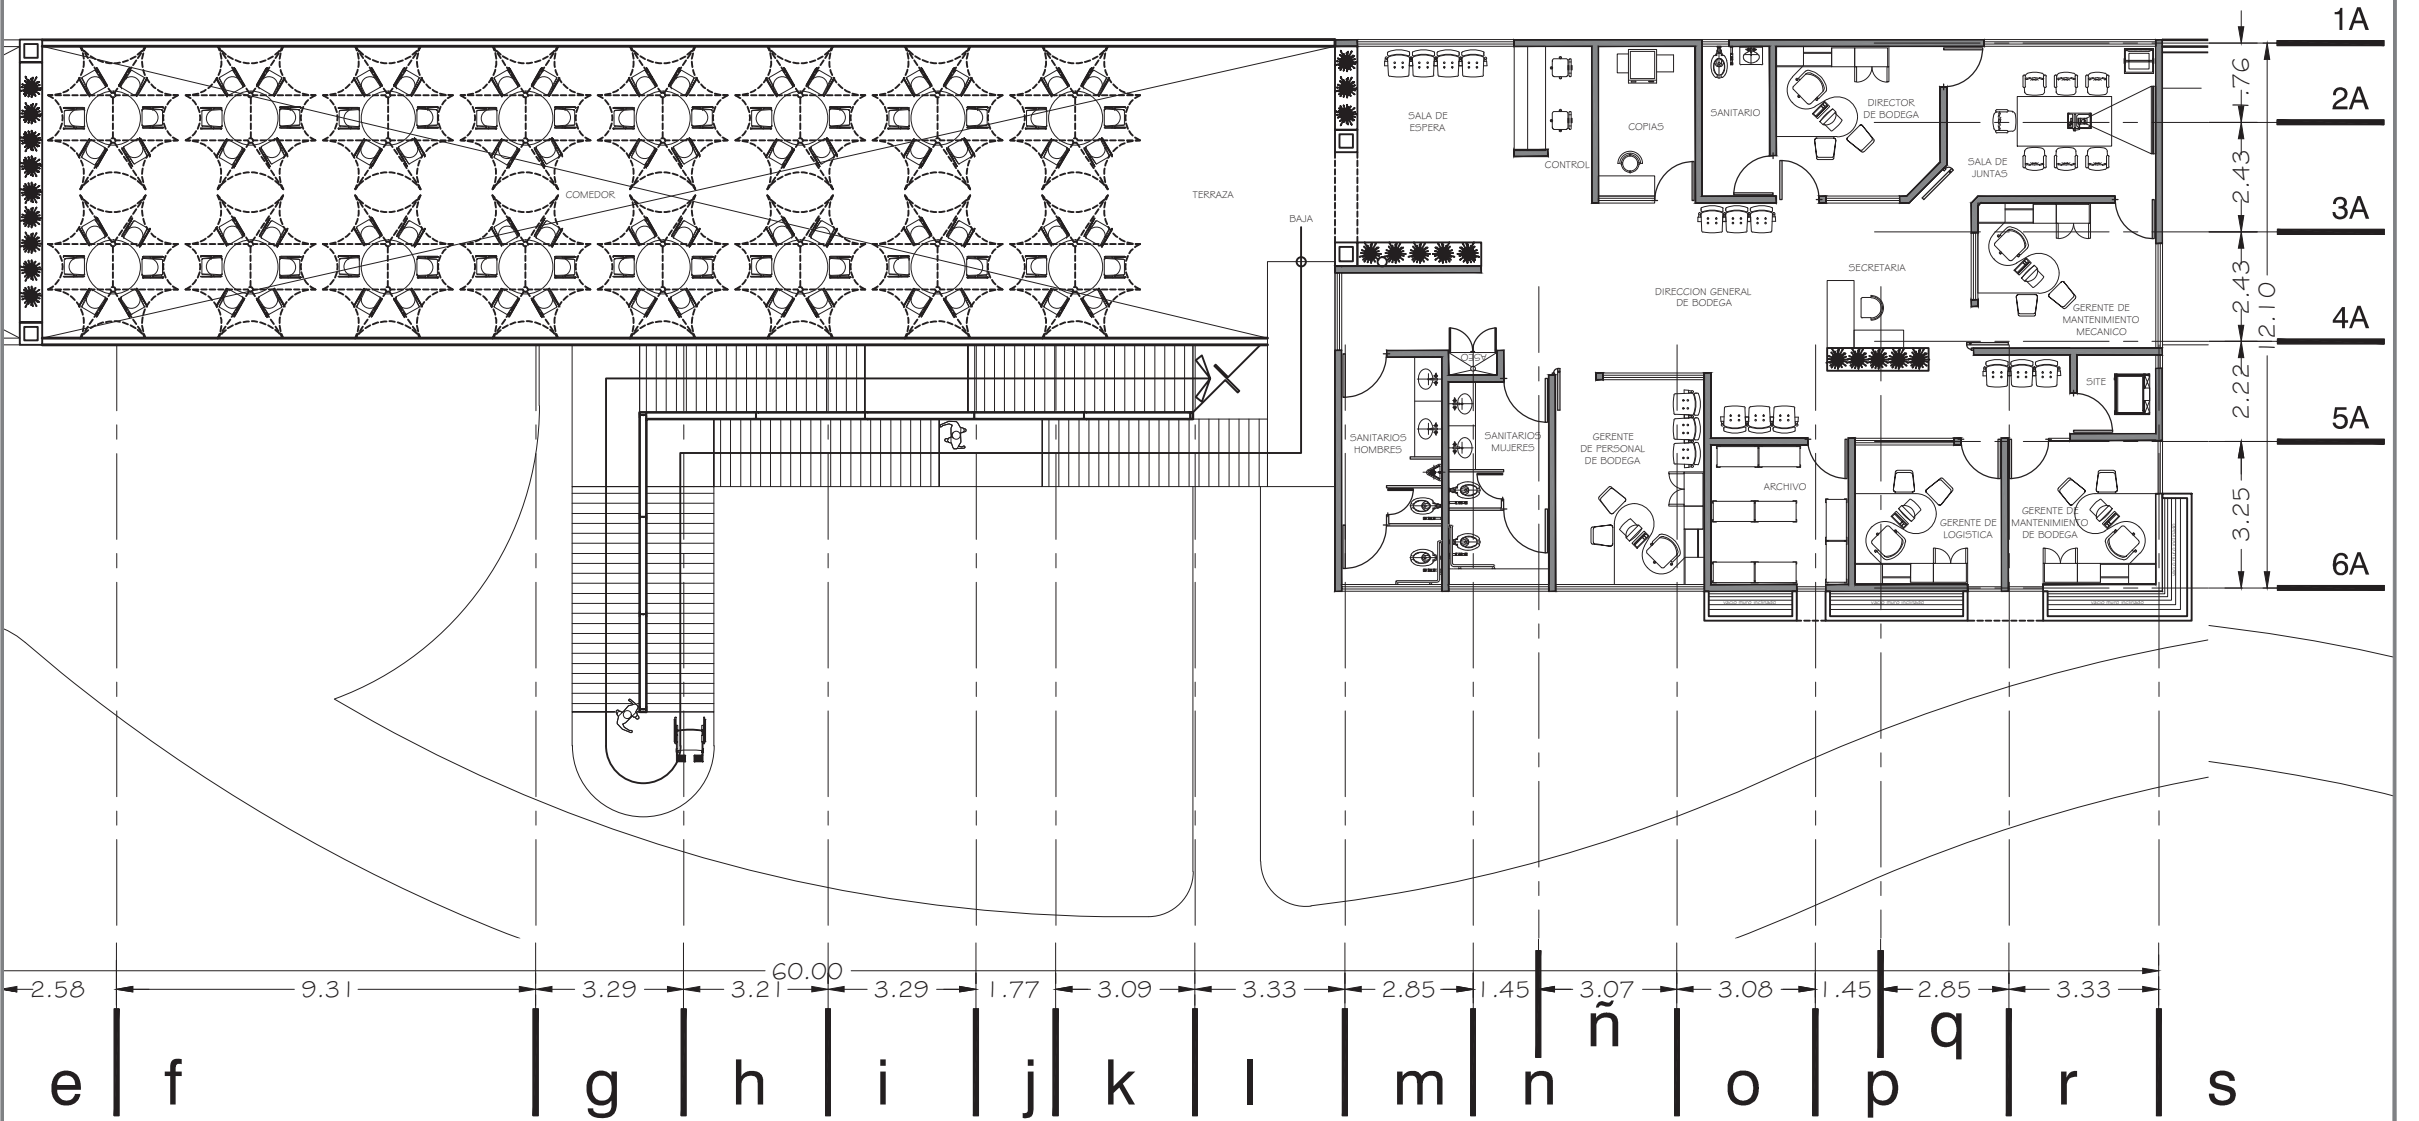 1A
2A
3A
4A
5A
6A
1.76
2.43
2.43
2.22
3.25
12.10
SALA DE
ESPERA
CONTROL
COPIAS
SANITARIO
DIRECTOR
DE BODEGA
SALA DE
JUNTAS
COMEDOR
TERRAZA
BAJA
SECRETARIA
DIRECCION GENERAL
DE BODEGA
GERENTE DE
MANTENIMIENTO
MECANICO
ASEO
SITE
SANITARIOS
HOMBRES
SANITARIOS
MUJERES
GERENTE
DE PERSONAL
DE BODEGA
ARCHIVO
GERENTE DE
LOGISTICA
GERENTE DE
MANTENIMIENTO
DE BODEGA
60.00
2.58 9.31 3.29 3.21 3.29 1.77 3.09 3.33 2.85 1.45 3.07 3.08 1.45 2.85 3.33
ñ q
e f g h i j k l m n o p r s